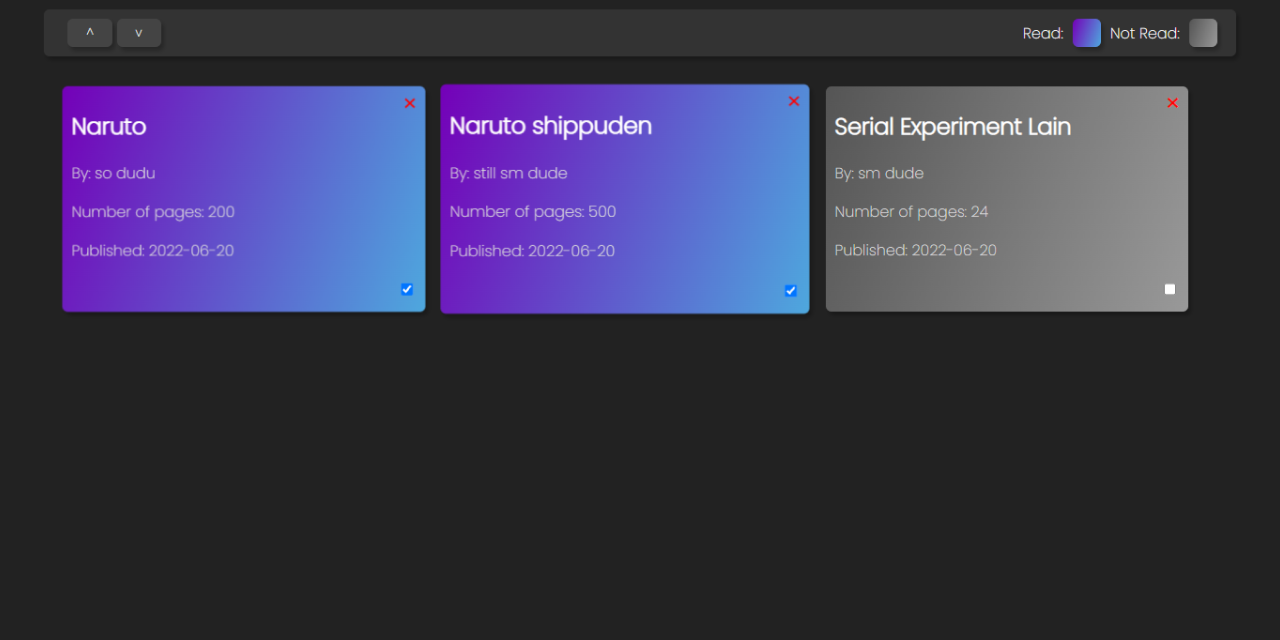 ^ v Read: Not Read:
Naruto
By: so dudu
Number of pages: 200
Published: 2022-06-20
Naruto shippuden
By: still sm dude
Number of pages: 500
Published: 2022-06-20
Serial Experiment Lain
By: sm dude
Number of pages: 24
Published: 2022-06-20